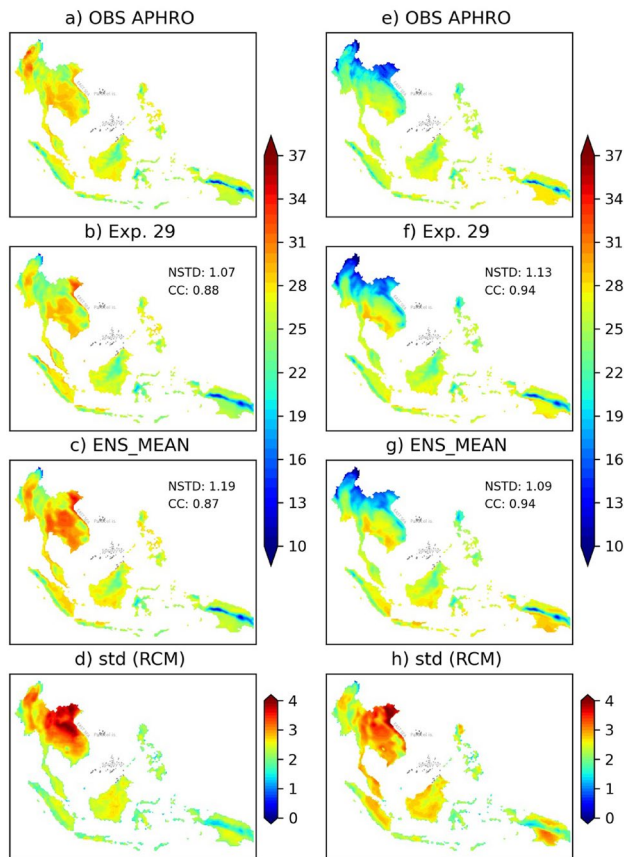 a) OBS APHRO
e) OBS APHRO
37
34
31
28
25
22
19
16
13
10
37
34
31
28
25
22
19
16
13
10
b) Exp. 29
NSTD: 1.07
CC: 0.88
f) Exp. 29
NSTD: 1.13
CC: 0.94
c) ENS_MEAN
NSTD: 1.19
CC: 0.87
g) ENS_MEAN
NSTD: 1.09
CC: 0.94
d) std (RCM)
4
3
2
1
0
h) std (RCM)
4
3
2
1
0